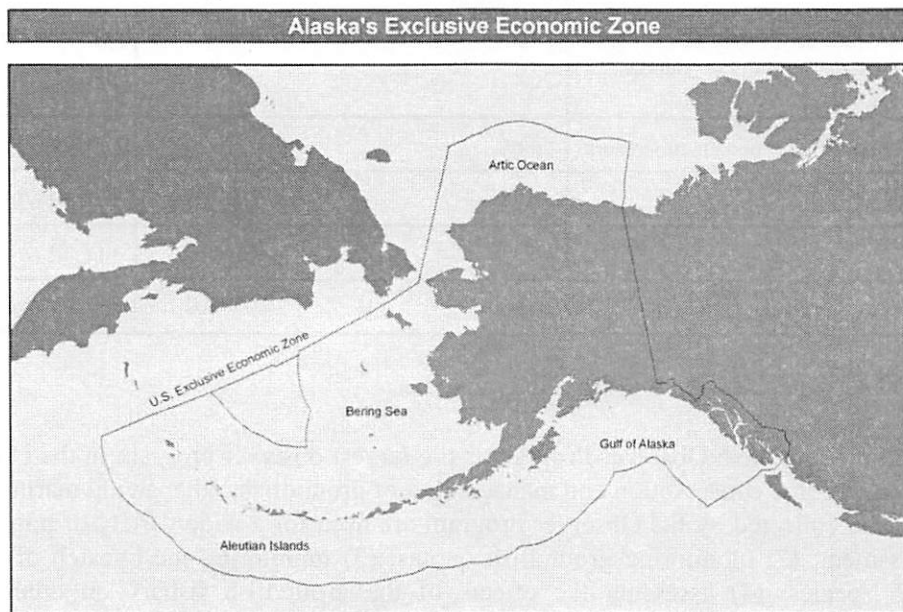 Alaska's Exclusive Economic Zone
Artic Ocean
U.S. Exclusive Economic Zone
Bering Sea
Gulf of Alaska
Aleutian Islands